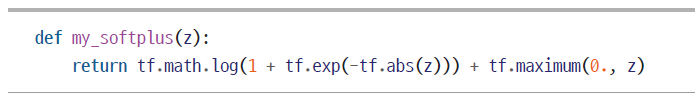 def my_softplus(z):
    return tf.math.log(1 + tf.exp(-tf.abs(z))) + tf.maximum(0., z)